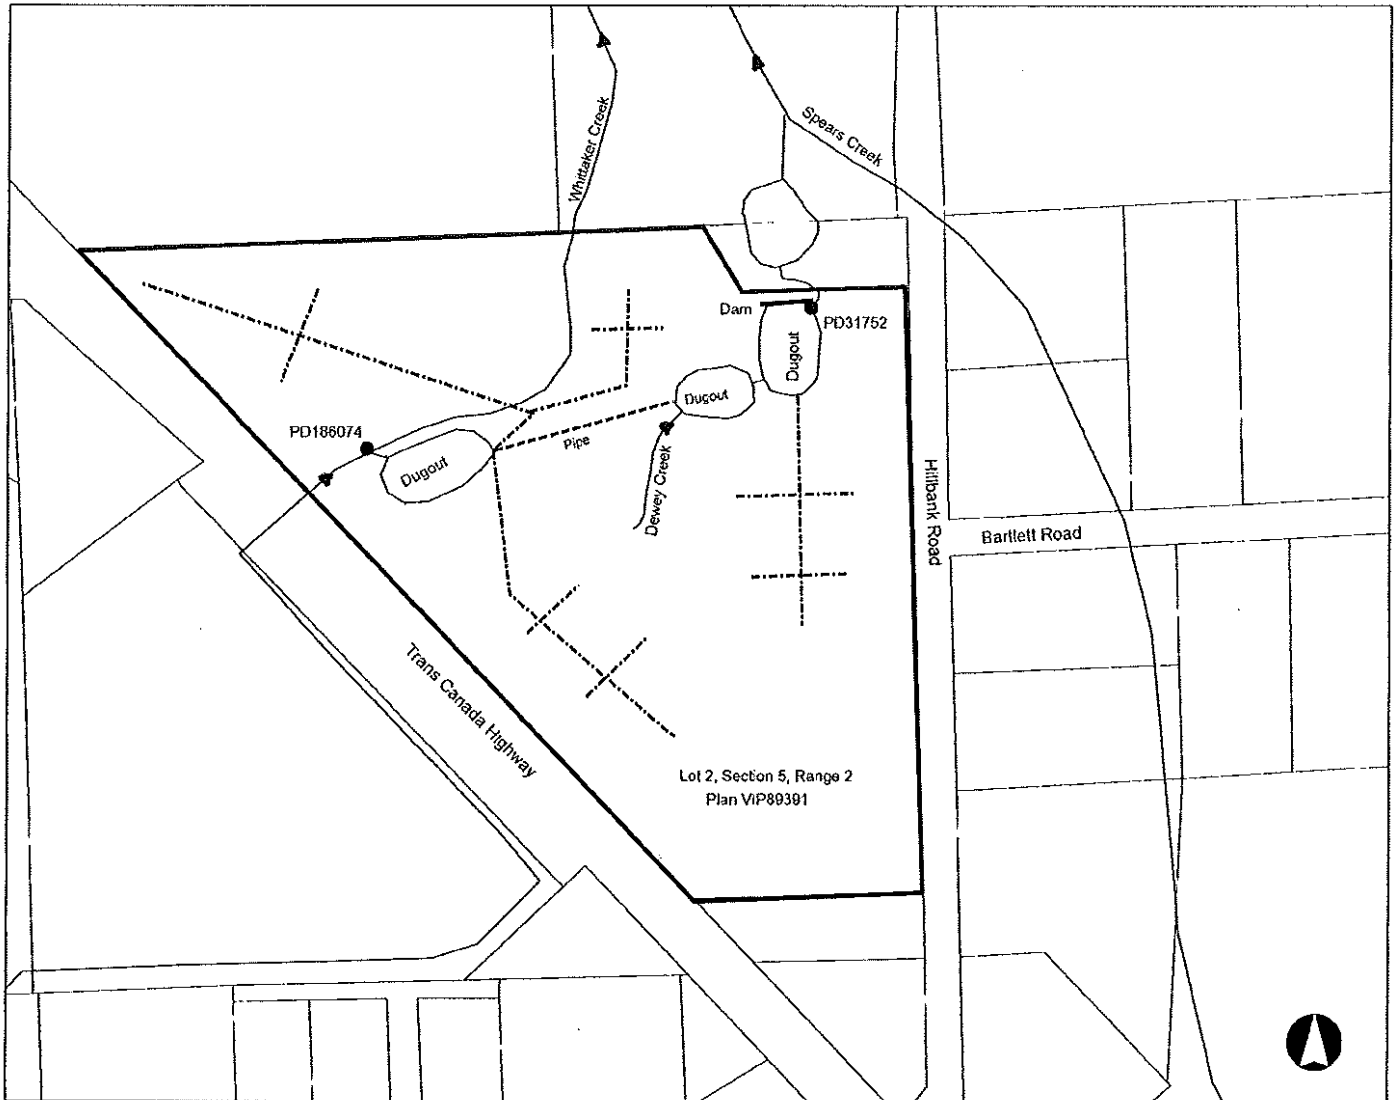 Whittaker Creek
Spears Creek
Dam
PD31752
Dugout
Dugout
PD186074
Pipe
Dugout
Dewey Creek
Hillbank Road
Bartlett Road
Trans Canada Highway
Lot 2, Section 5, Range 2
Plan VIP89391